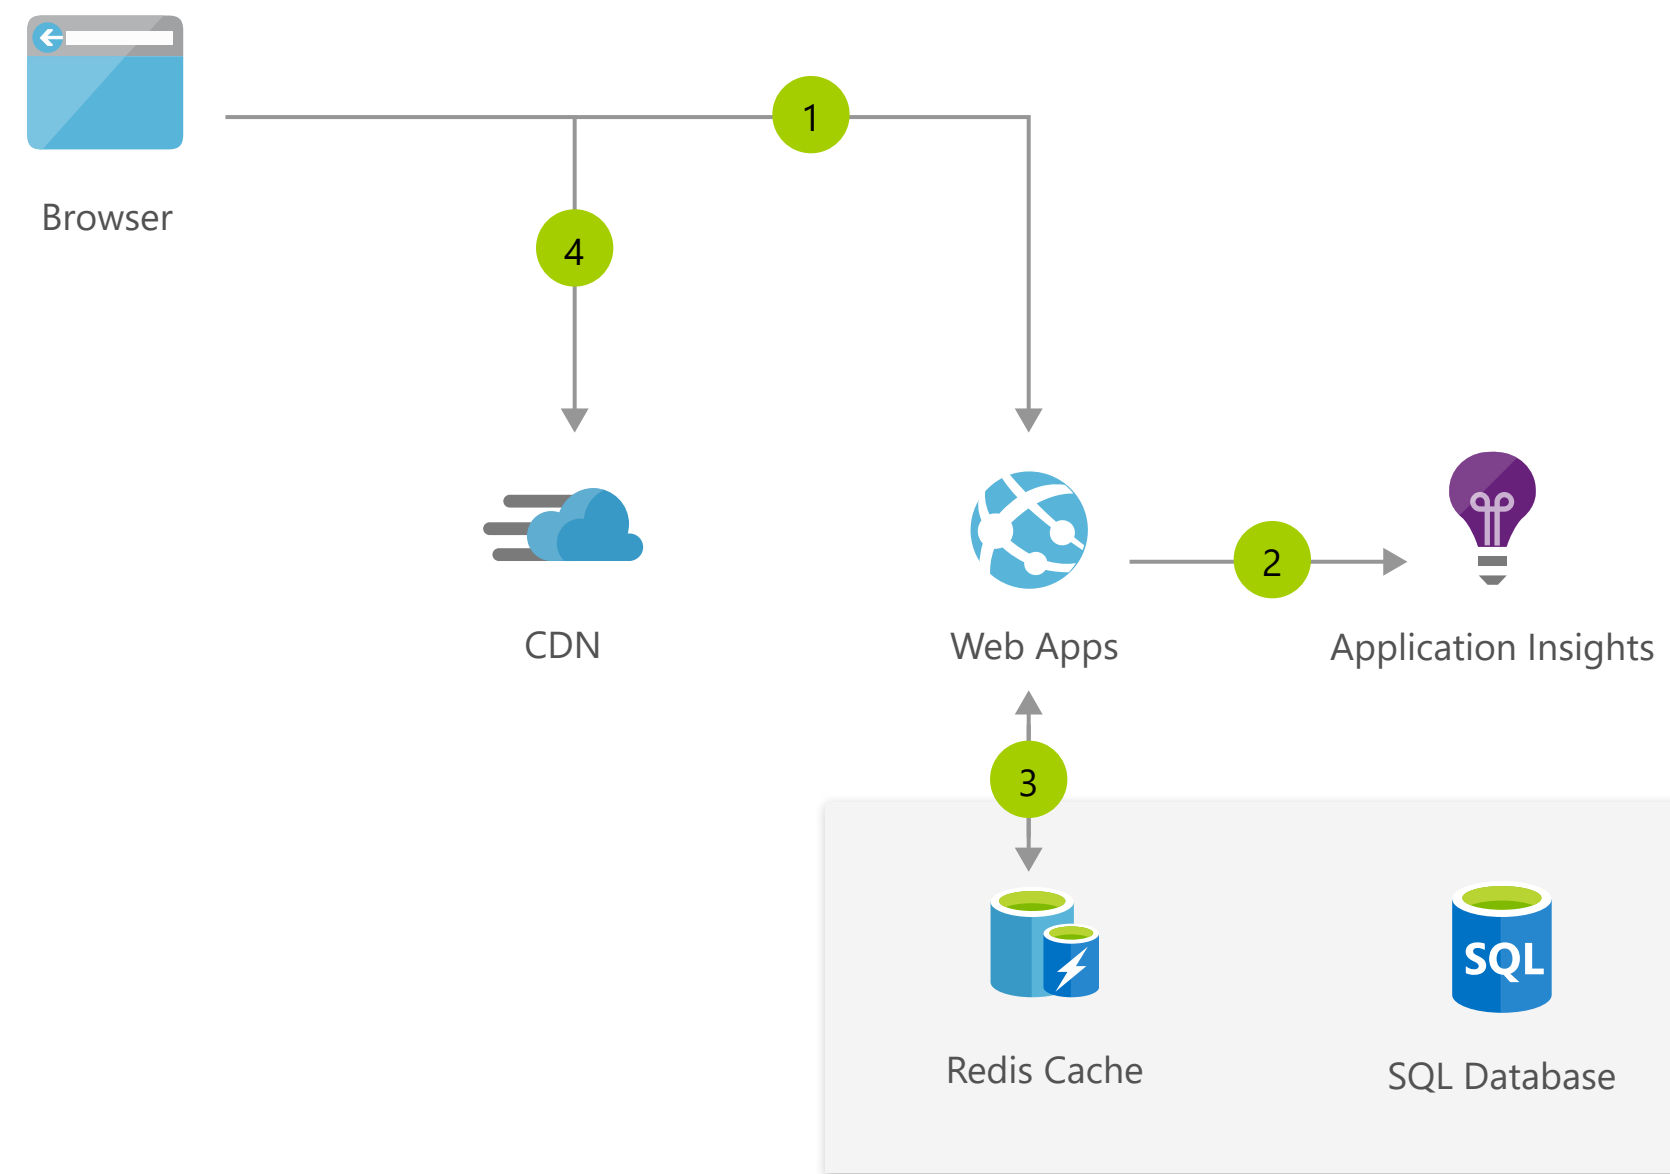 Browser
1
4
CDN
Web Apps
2
Application Insights
3
Redis Cache
SQL
SQL Database